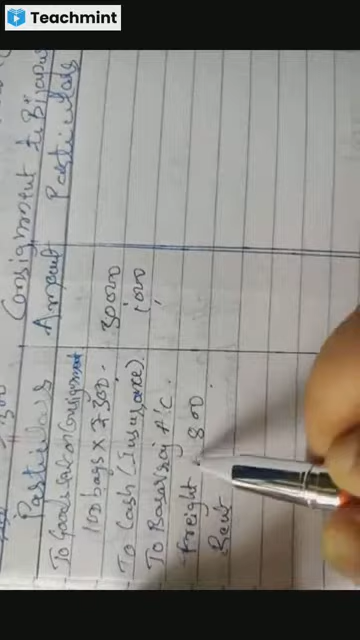 Teachmint
Consignment to Bijapur
Particulars Amount Particulars
To Goods sent on Consignment
100 bags x ₹ 300. 30000
To Cash (Insurance). 1000
To Basavaraj A/C.
freight 800
Rent